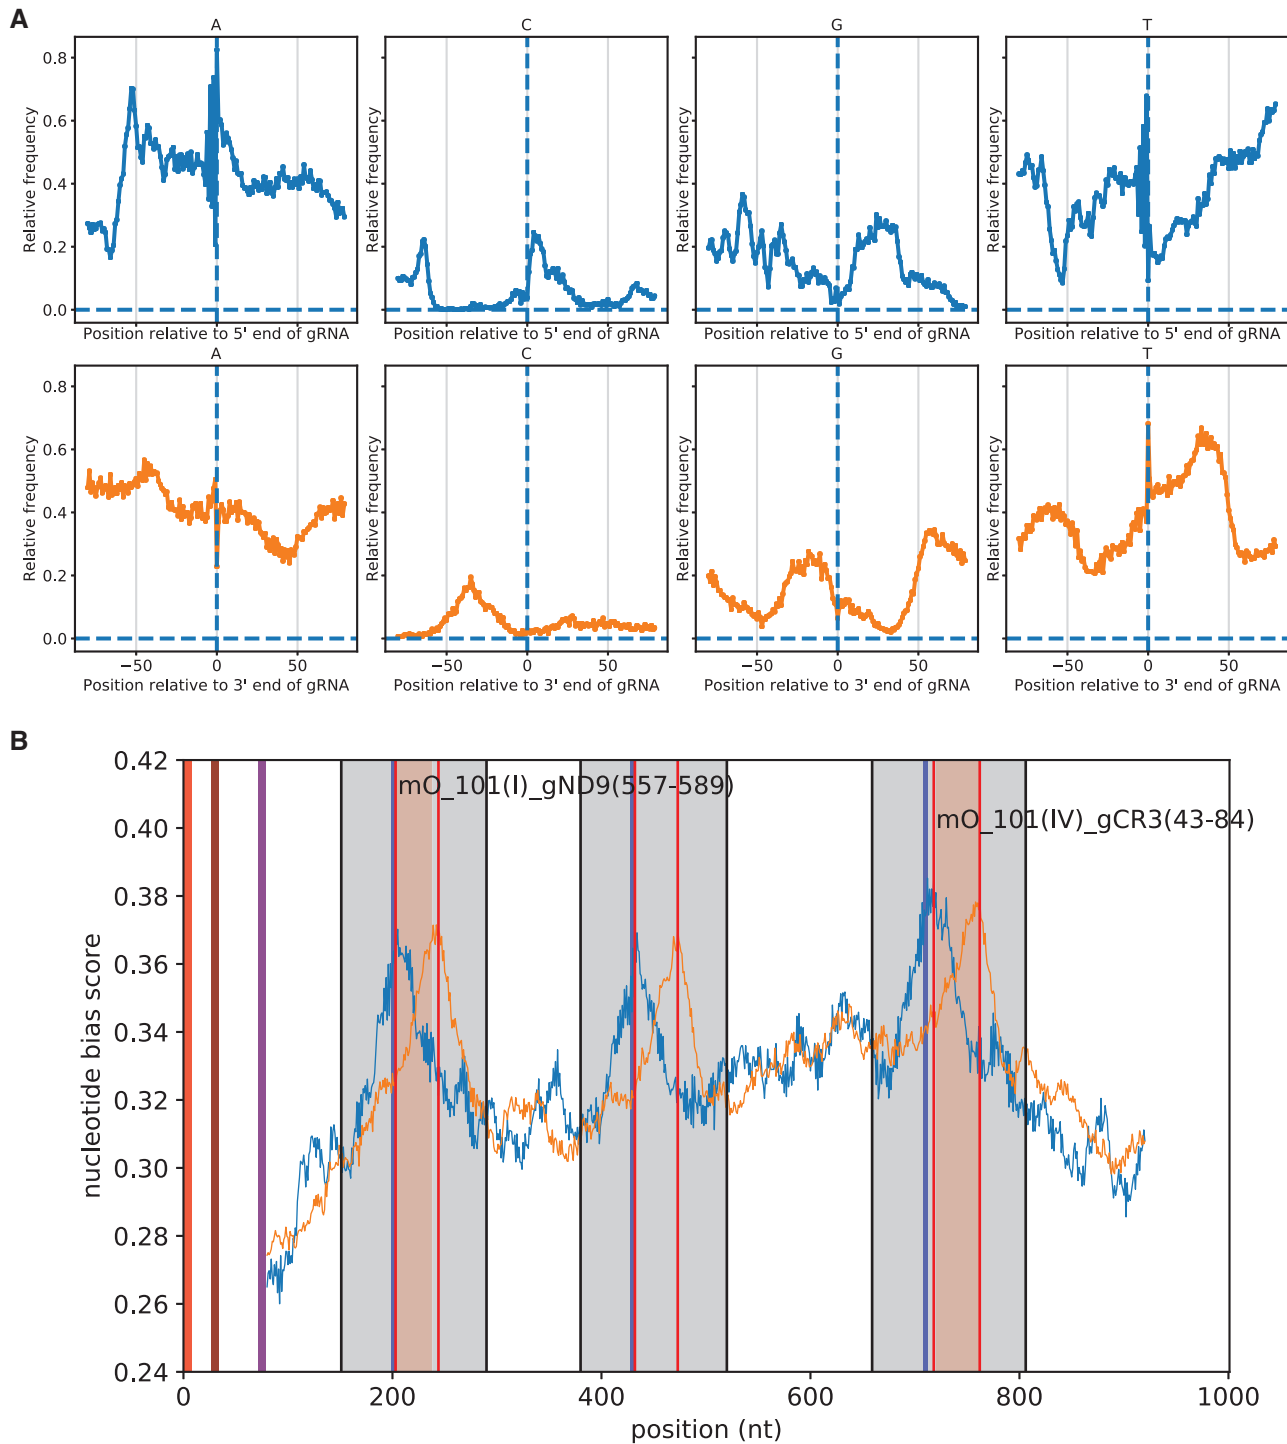 A
A
C
G
T
0.8
0.6
0.4
0.2
0.0
Relative frequency
Relative frequency
Relative frequency
Relative frequency
Position relative to 5' end of gRNA
Position relative to 5' end of gRNA
Position relative to 5' end of gRNA
Position relative to 5' end of gRNA
A
C
G
T
0.8
0.6
0.4
0.2
0.0
Relative frequency
Relative frequency
Relative frequency
Relative frequency
−50 0 50
−50 0 50
−50 0 50
−50 0 50
Position relative to 3' end of gRNA
Position relative to 3' end of gRNA
Position relative to 3' end of gRNA
Position relative to 3' end of gRNA
B
0.42
0.40
0.38
0.36
0.34
0.32
0.30
0.28
0.26
0.24
nucleotide bias score
mO_101(I)_gND9(557-589)
mO_101(IV)_gCR3(43-84)
0 200 400 600 800 1000
position (nt)